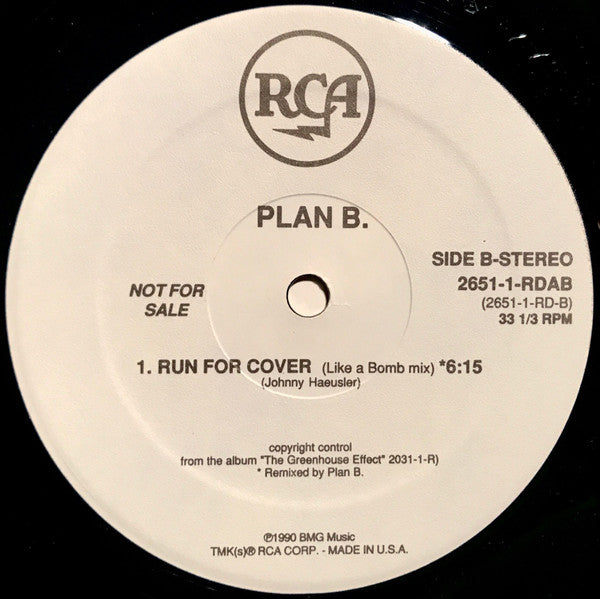 RCA
PLAN B.
SIDE B-STEREO
2651-1-RDAB
(2651-1-RD-B)
33 1/3 RPM
NOT FOR
SALE
1. RUN FOR COVER (Like a Bomb mix) *6:15
(Johnny Haeusler)
copyright control
from the album "The Greenhouse Effect" 2031-1-R)
* Remixed by Plan B.
℗1990 BMG Music
TMK(s)® RCA CORP. - MADE IN U.S.A.